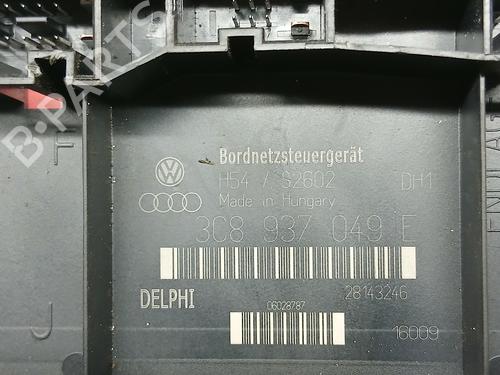 B-PARTS
F
Bordnetzsteuergerät
H54 / S2602 DH1
Made in Hungary
3C8 937 049 E
DELPHI 28143246
06028787
J
16009